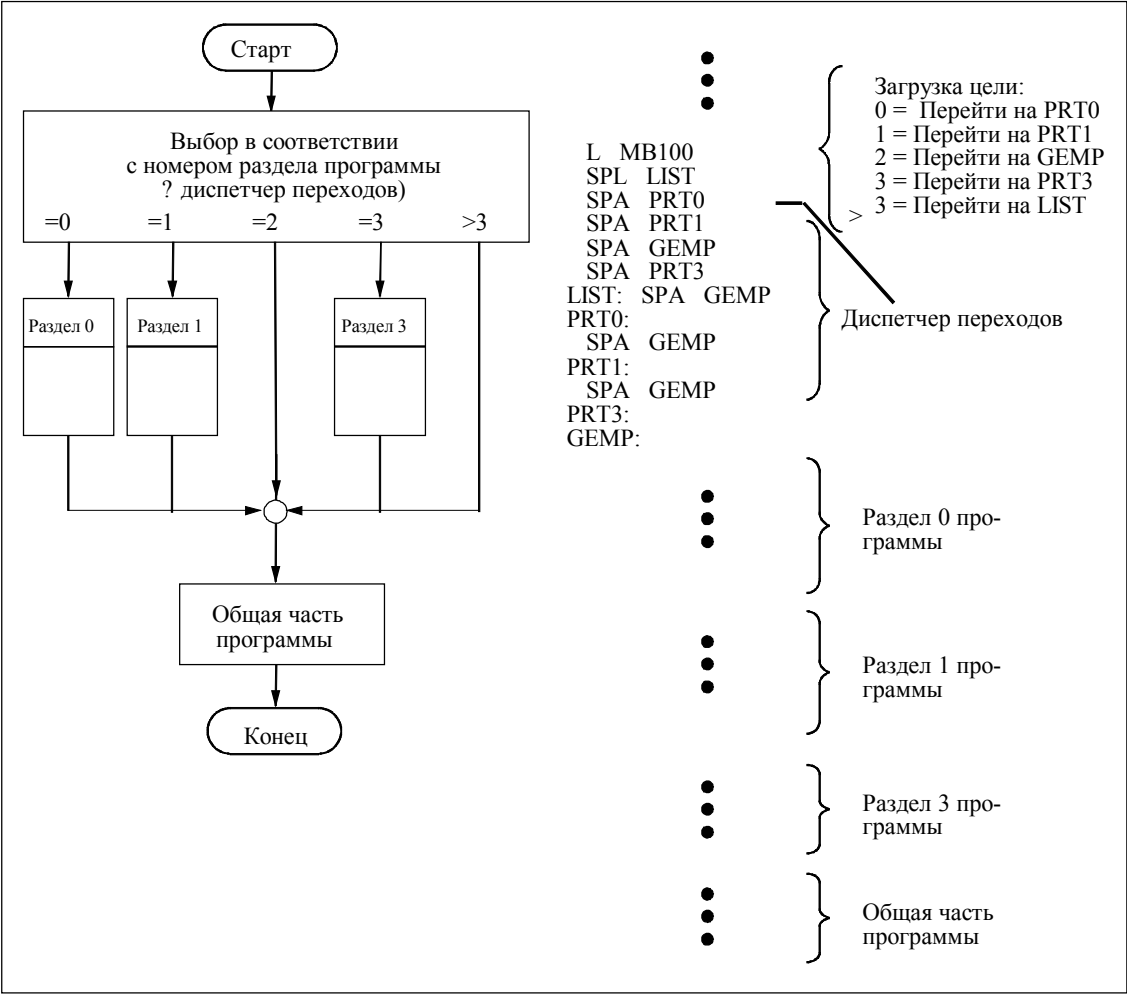 Старт
Выбор в соответствии
с номером раздела программы
? диспетчер переходов)
=0 =1 =2 =3 >3
Раздел 0
Раздел 1
Раздел 3
Общая часть
программы
Конец
L MB100
SPL LIST
SPA PRT0
SPA PRT1
SPA GEMP
SPA PRT3
LIST: SPA GEMP
PRT0:
SPA GEMP
PRT1:
SPA GEMP
PRT3:
GEMP:
Загрузка цели:
0 = Перейти на PRT0
1 = Перейти на PRT1
2 = Перейти на GEMP
3 = Перейти на PRT3
> 3 = Перейти на LIST
Диспетчер переходов
Раздел 0 про-
граммы
Раздел 1 про-
граммы
Раздел 3 про-
граммы
Общая часть
программы